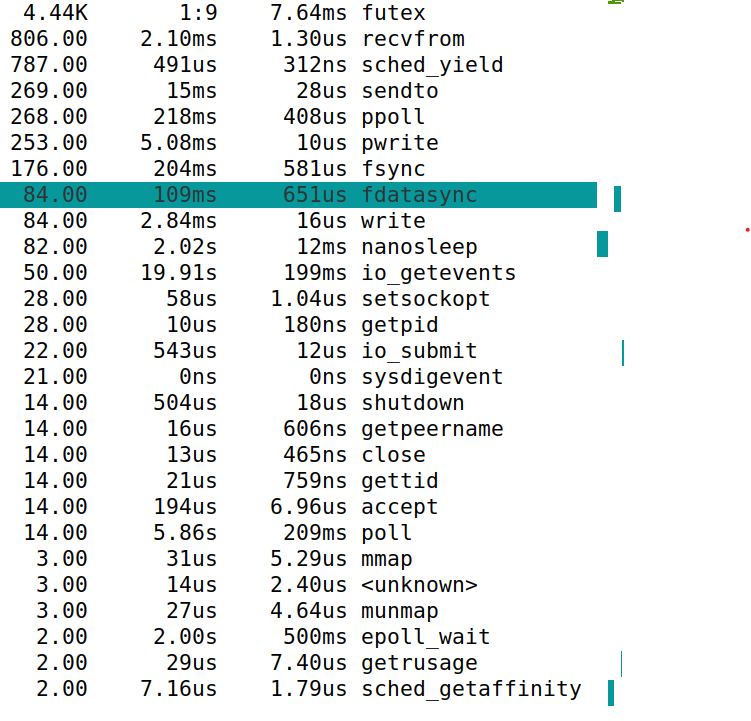 4.44K 1:9 7.64ms futex
806.00 2.10ms 1.30us recvfrom
787.00 491us 312ns sched_yield
269.00 15ms 28us sendto
268.00 218ms 408us ppoll
253.00 5.08ms 10us pwrite
176.00 204ms 581us fsync
84.00 109ms 651us fdatasync
84.00 2.84ms 16us write
82.00 2.02s 12ms nanosleep
50.00 19.91s 199ms io_getevents
28.00 58us 1.04us setsockopt
28.00 10us 180ns getpid
22.00 543us 12us io_submit
21.00 0ns 0ns sysdigevent
14.00 504us 18us shutdown
14.00 16us 606ns getpeername
14.00 13us 465ns close
14.00 21us 759ns gettid
14.00 194us 6.96us accept
14.00 5.86s 209ms poll
3.00 31us 5.29us mmap
3.00 14us 2.40us <unknown>
3.00 27us 4.64us munmap
2.00 2.00s 500ms epoll_wait
2.00 29us 7.40us getrusage
2.00 7.16us 1.79us sched_getaffinity